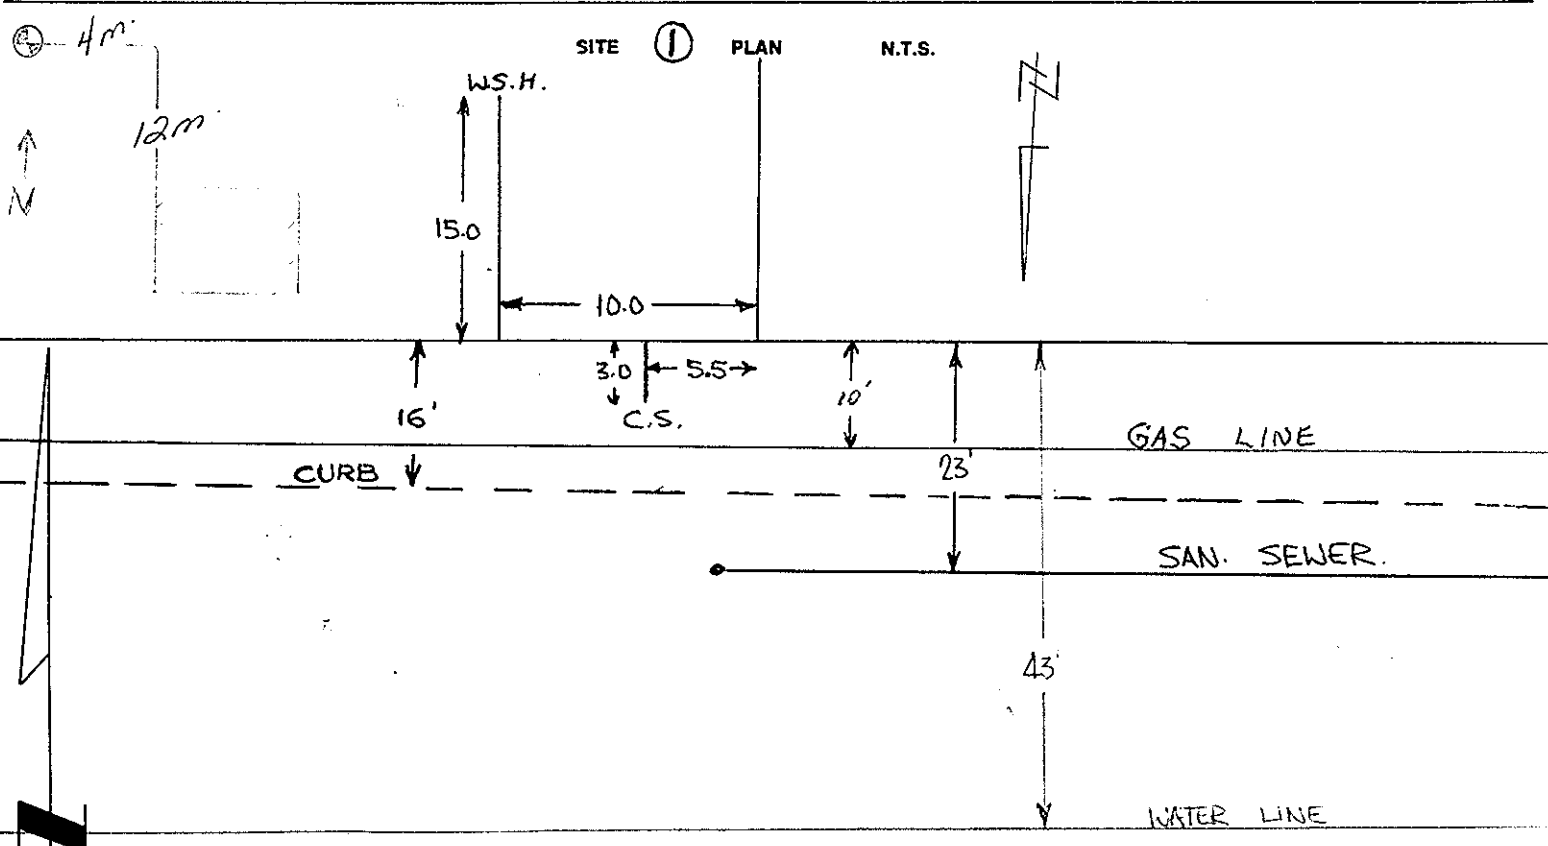 4m.
SITE 1 PLAN N.T.S.
W.S.H.
N
12m
N
15.0
10.0
3.0
5.5
10'
16'
C.S.
GAS LINE
23'
CURB
SAN. SEWER.
43'
WATER LINE
N